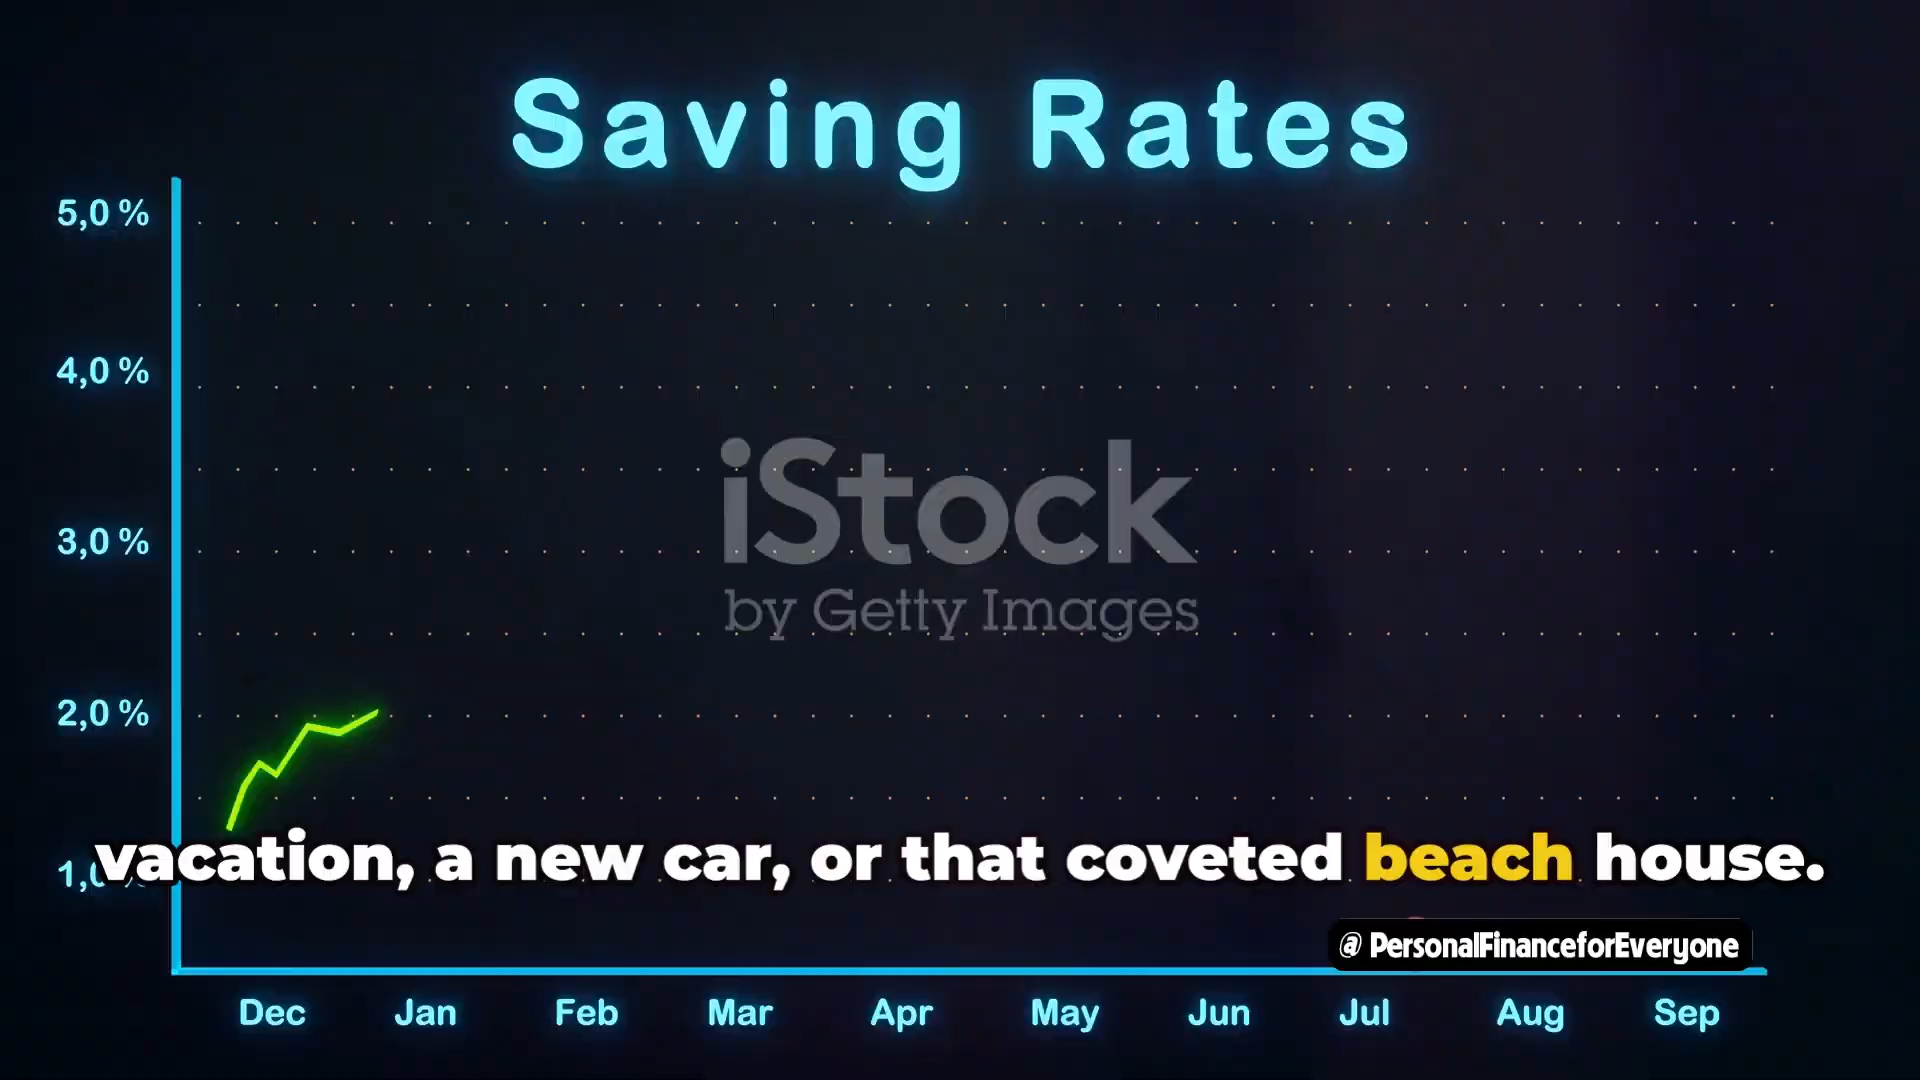 Saving Rates
5,0 %
4,0 %
3,0 %
2,0 %
iStock
by Getty Images
vacation, a new car, or that coveted beach house.
@ PersonalFinanceforEveryone
Dec Jan Feb Mar Apr May Jun Jul Aug Sep